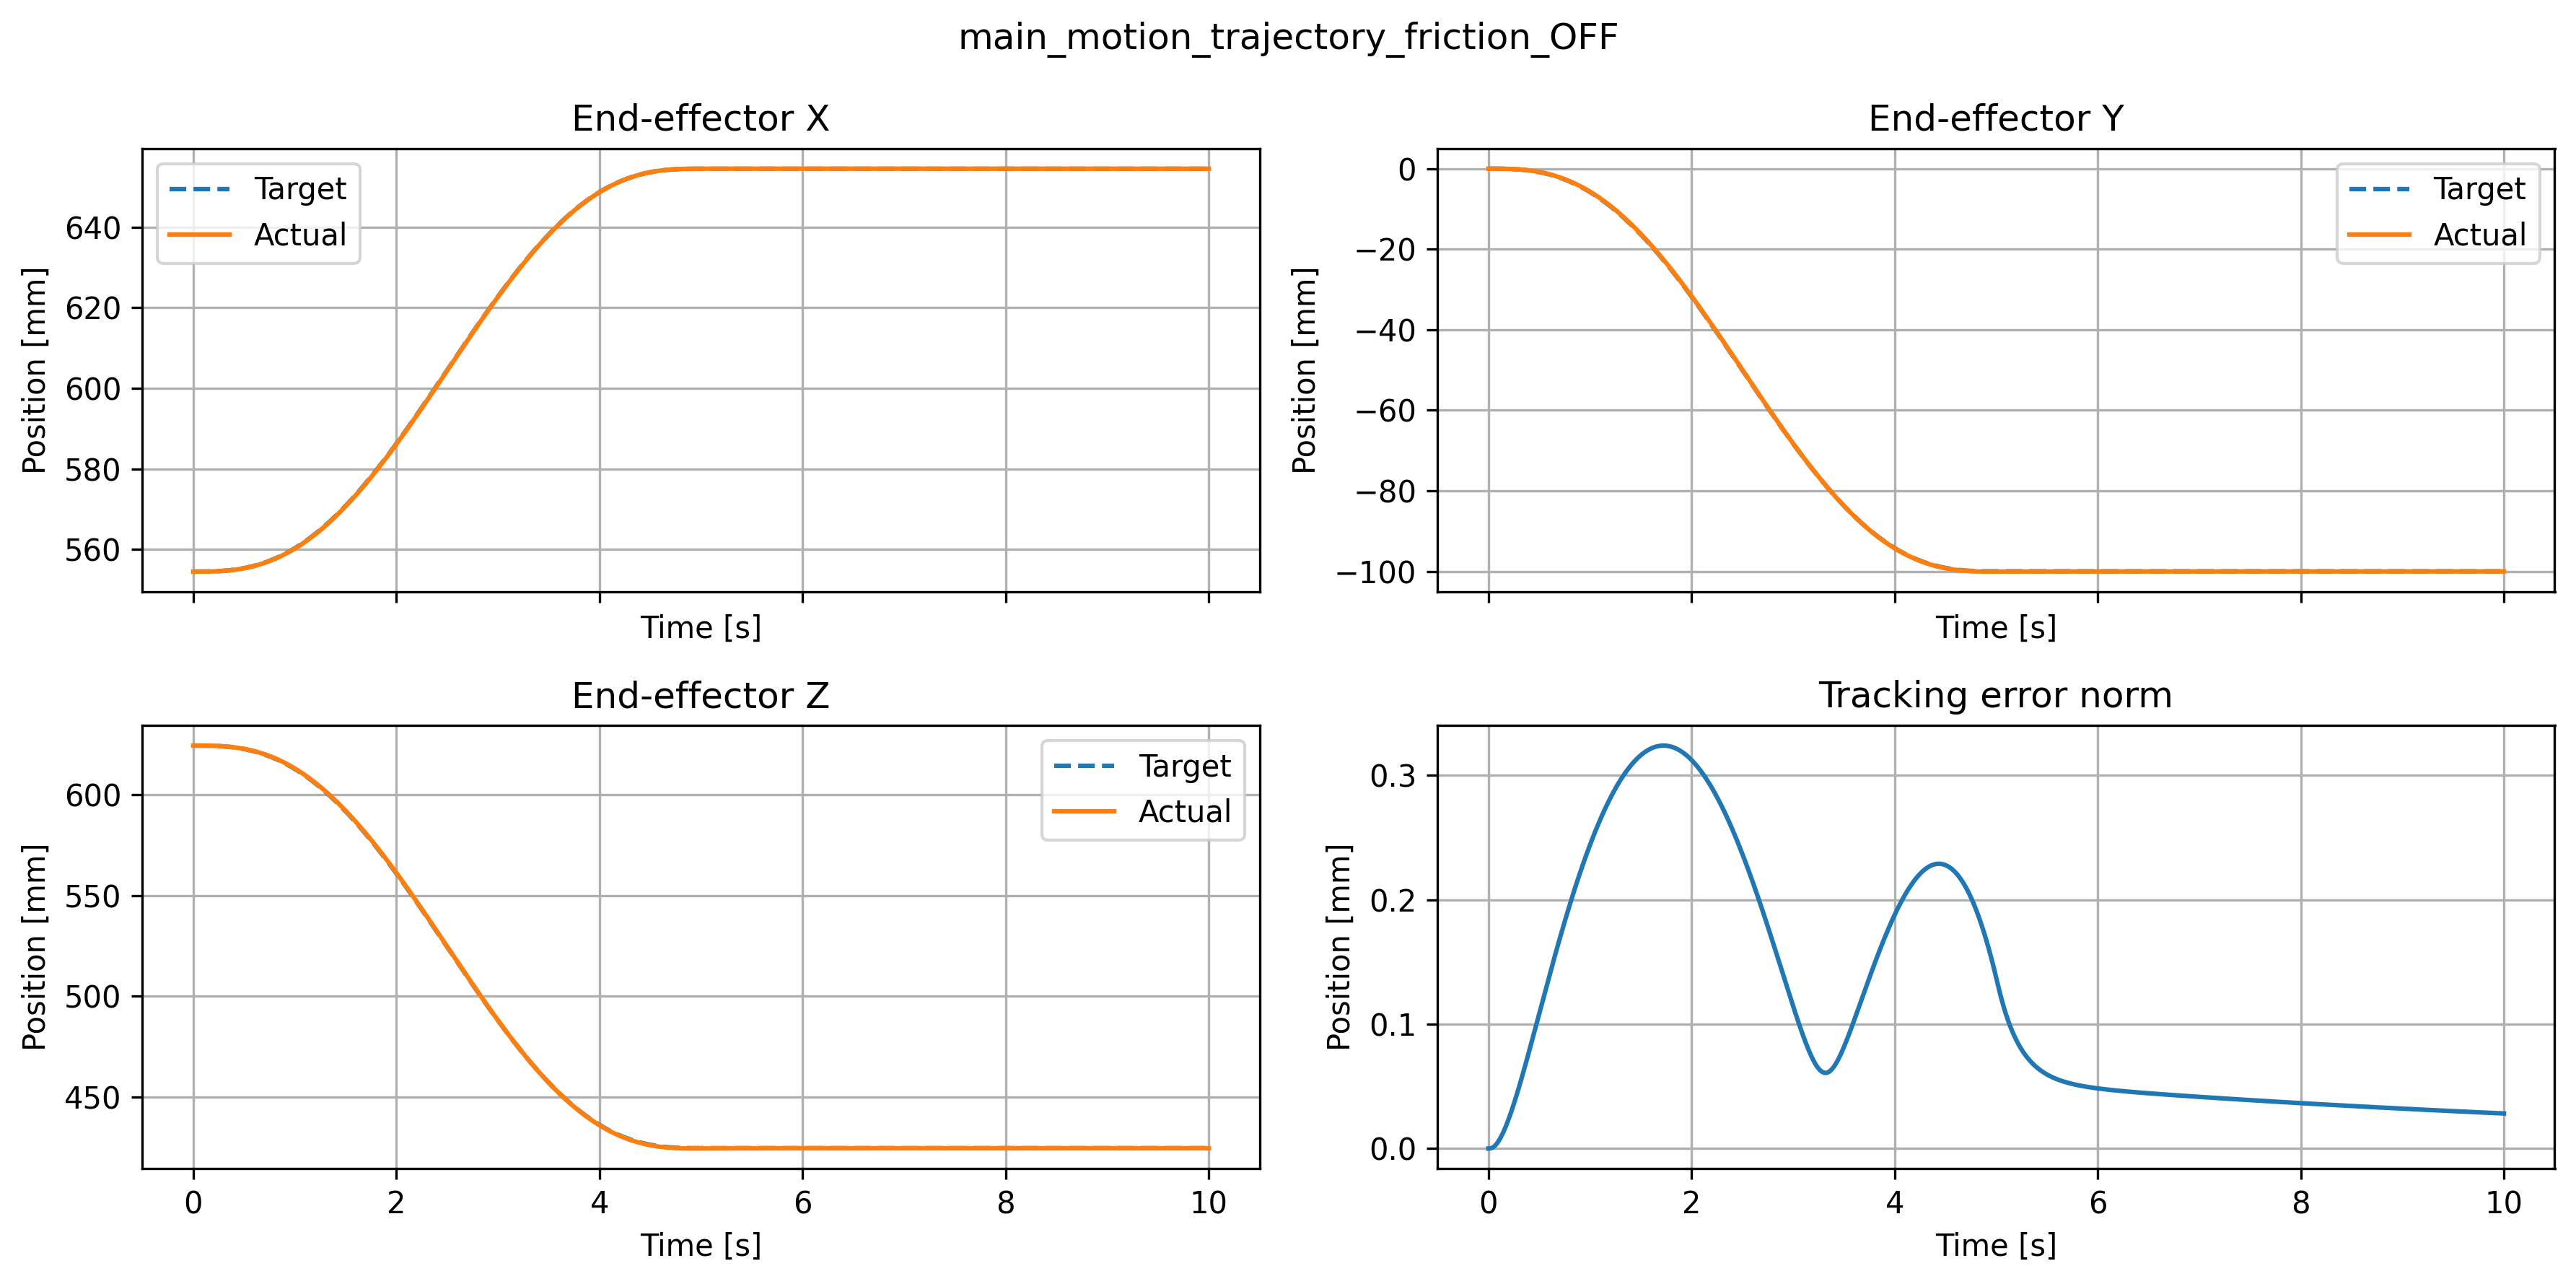 main_motion_trajectory_friction_OFF
End-effector X
Target
Actual
640
620
600
580
560
Position [mm]
Time [s]
End-effector Y
Target
Actual
0
−20
−40
−60
−80
−100
Position [mm]
Time [s]
End-effector Z
Target
Actual
600
550
500
450
Position [mm]
0 2 4 6 8 10
Time [s]
Tracking error norm
0.3
0.2
0.1
0.0
Position [mm]
0 2 4 6 8 10
Time [s]